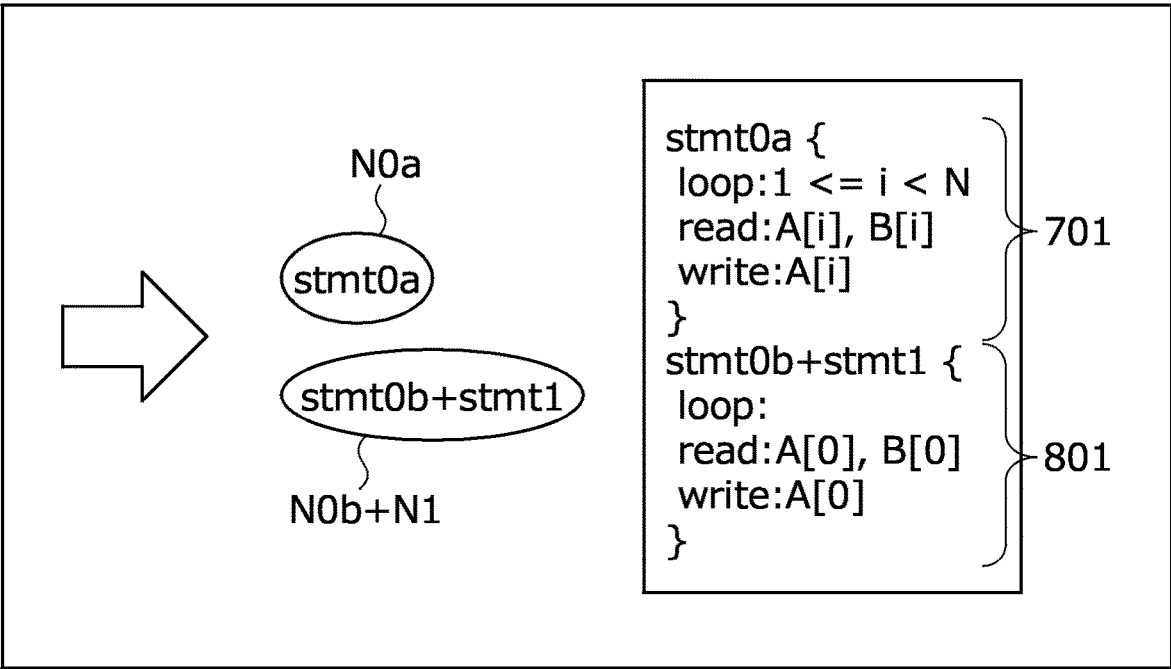 N0a
stmt0a
stmt0b+stmt1
N0b+N1
stmt0a {
loop:1 <= i < N
read:A[i], B[i]
write:A[i]
}
701
stmt0b+stmt1 {
loop:
read:A[0], B[0]
write:A[0]
}
801